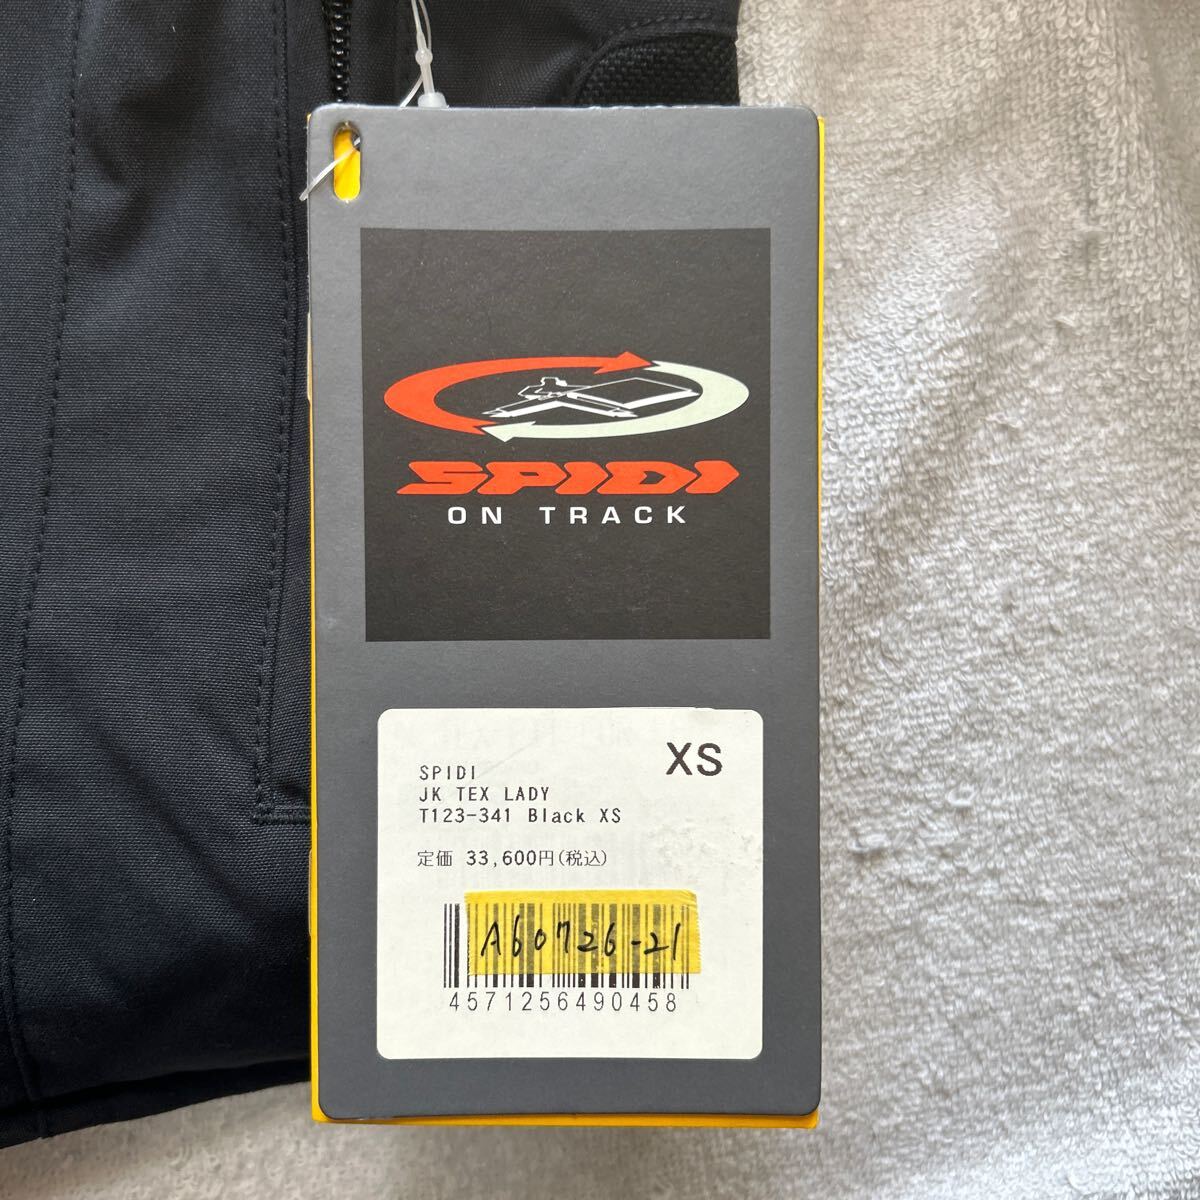 SPIDI
ON TRACK
XS
SPIDI
JK TEX LADY
T123-341 Black XS
定価 33,600円(税込)
A60726-21
4571256490458